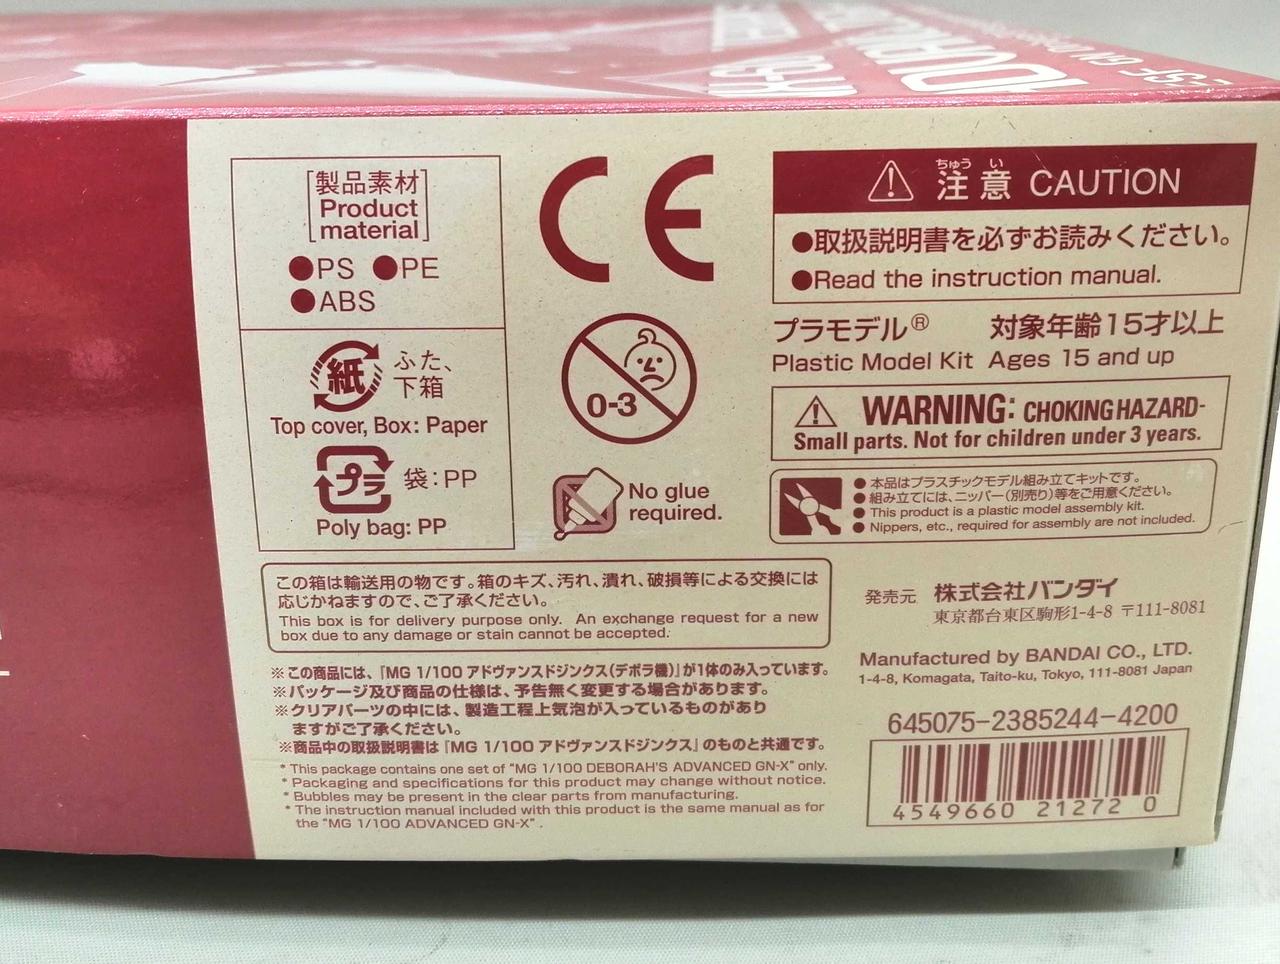 [製品素材]
[Product
material]
●PS ●PE
●ABS
紙
ふた、
下箱
Top cover, Box: Paper
プラ
袋:PP
Poly bag: PP
CE
0-3
No glue
required.
ちゅう い
注意 CAUTION
●取扱説明書を必ずお読みください。
●Read the instruction manual.
プラモデル® 対象年齢15才以上
Plastic Model Kit Ages 15 and up
WARNING: CHOKING HAZARD-
Small parts. Not for children under 3 years.
●本品はプラスチックモデル組み立てキットです。
●組み立てには、ニッパー(別売り)等をご用意ください。
●This product is a plastic model assembly kit.
●Nippers, etc., required for assembly are not included.
この箱は輸送用の物です。箱のキズ、汚れ、潰れ、破損等による交換には
応じかねますので、ご了承ください。
This box is for delivery purpose only. An exchange request for a new
box due to any damage or stain cannot be accepted.
※この商品には、『MG 1/100 アドヴァンスドジンクス(デボラ機)』が1体のみ入っています。
※パッケージ及び商品の仕様は、予告無く変更する場合があります。
※クリアパーツの中には、製造工程上気泡が入っているものがあり
ますがご了承ください。
※商品中の取扱説明書は『MG 1/100 アドヴァンスドジンクス』のものと共通です。
* This package contains one set of "MG 1/100 DEBORAH'S ADVANCED GN-X" only.
* Packaging and specifications for this product may change without notice.
* Bubbles may be present in the clear parts from manufacturing.
* The instruction manual included with this product is the same manual as for
the "MG 1/100 ADVANCED GN-X" .
発売元 株式会社バンダイ
東京都台東区駒形1-4-8 〒111-8081
Manufactured by BANDAI CO., LTD.
1-4-8, Komagata, Taito-ku, Tokyo, 111-8081 Japan
645075-2385244-4200
4549660 21272 0